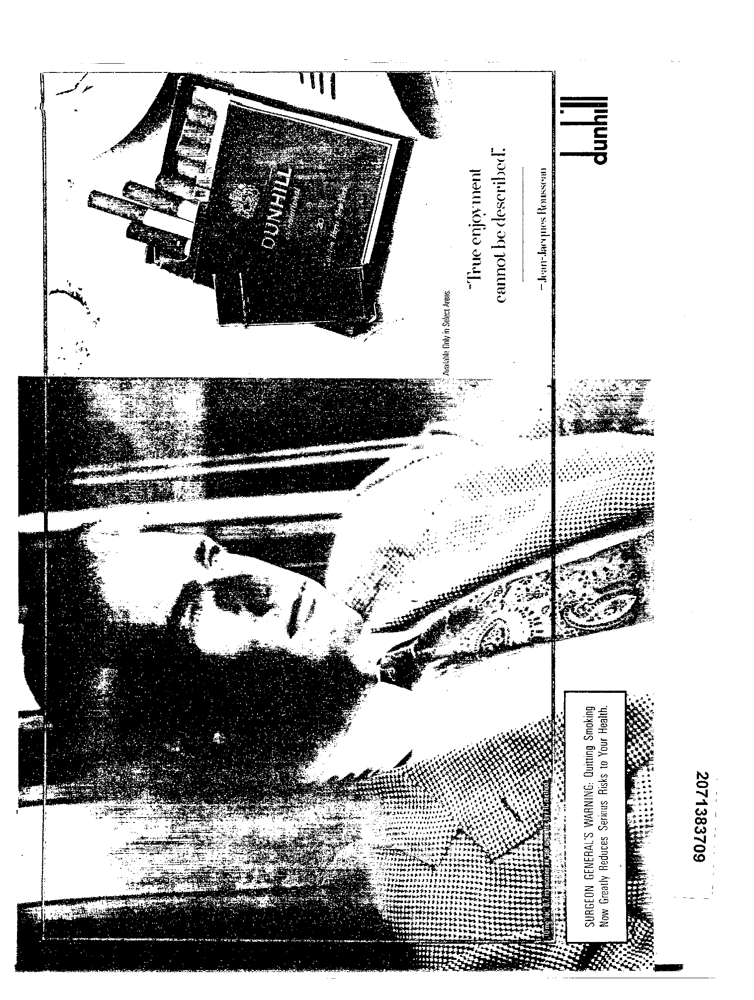 "True enjoyment
cannot be described".
—Jean-Jacques Rousseau
Available Only in Select Areas.
DUNHILL
dunhill
SURGEON GENERAL'S WARNING: Quitting Smoking
Now Greatly Reduces Serious Risks to Your Health.
2071383709